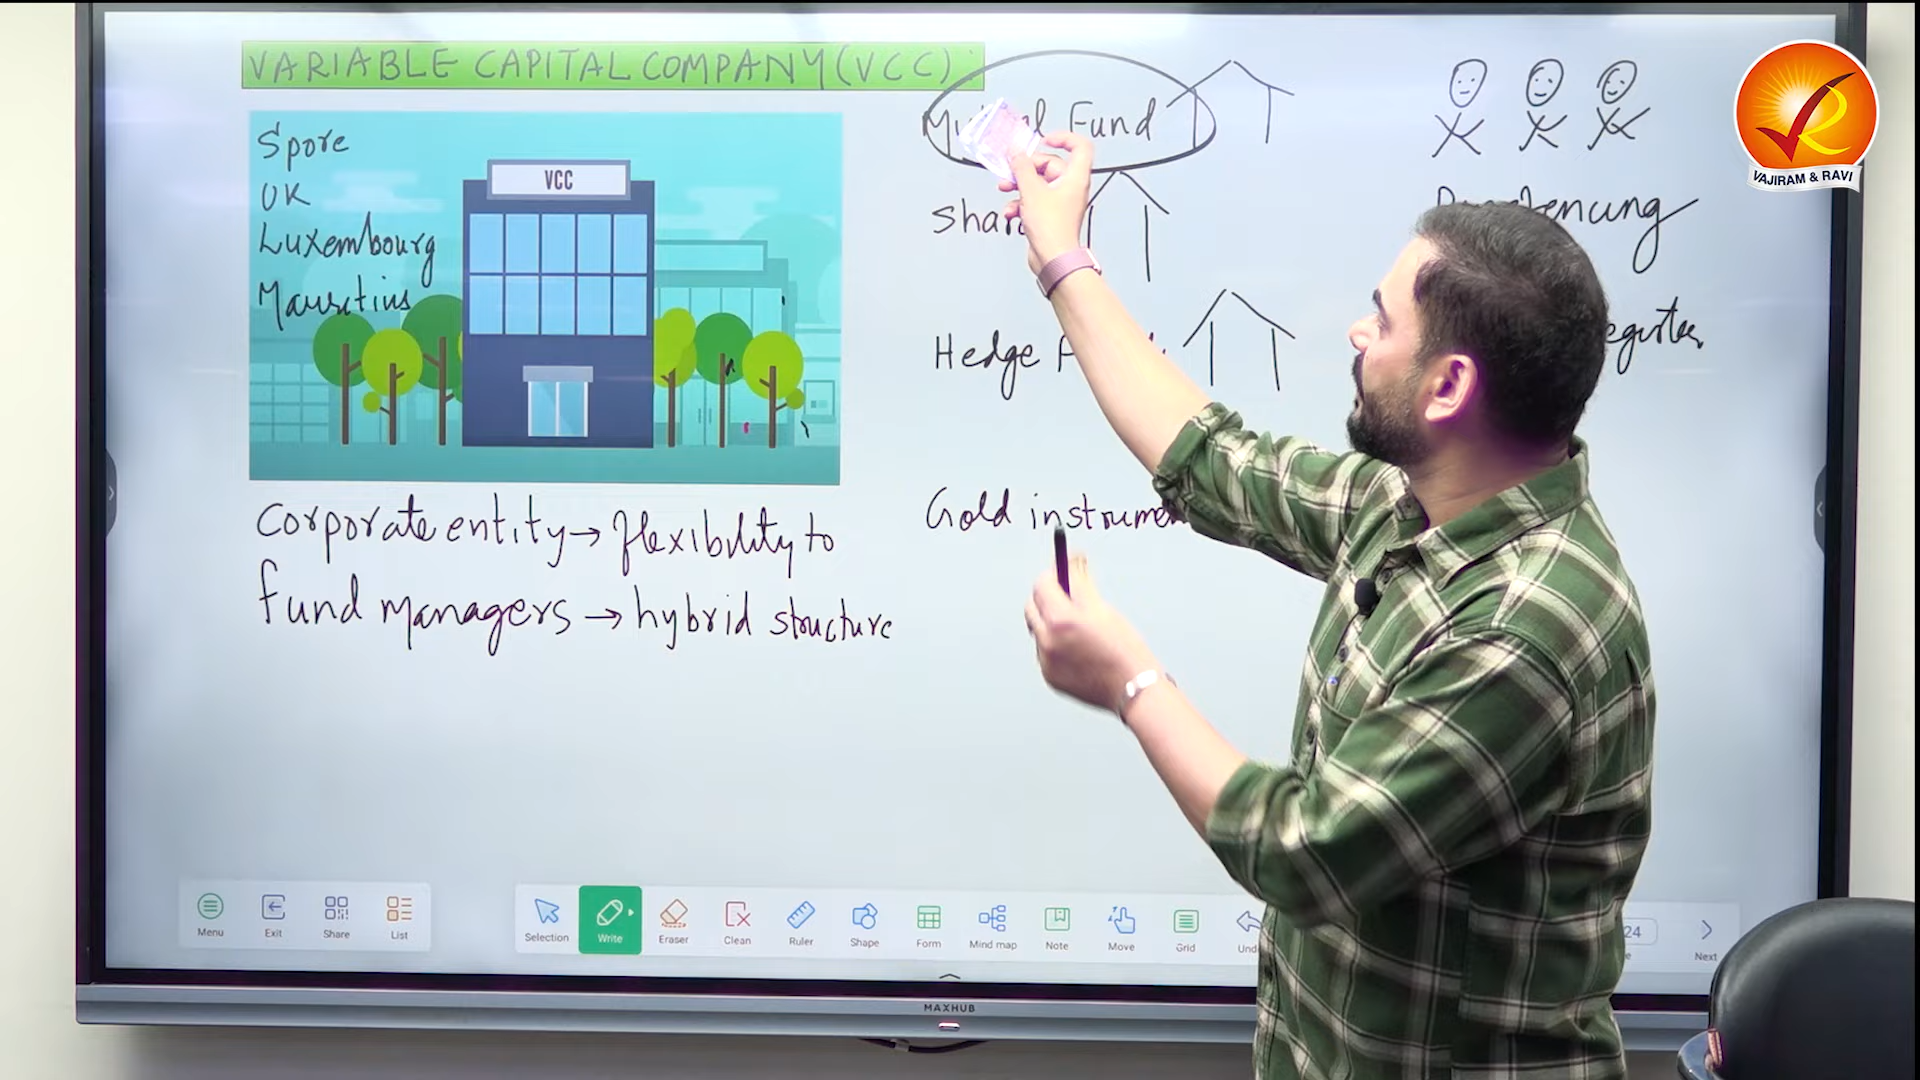 VARIABLE CAPITAL COMPANY (VCC) :
Spore
UK
Luxembourg
Mauritius
VCC
Corporate entity → flexibility to
fund managers → hybrid structure
Fund
Hedge
Gold
VAJIRAM & RAVI
Menu
Exit
Share
List
Selection
Write
Eraser
Clean
Ruler
Shape
Form
Mind map
Note
Move
Grid
24
Next
MAXHUB